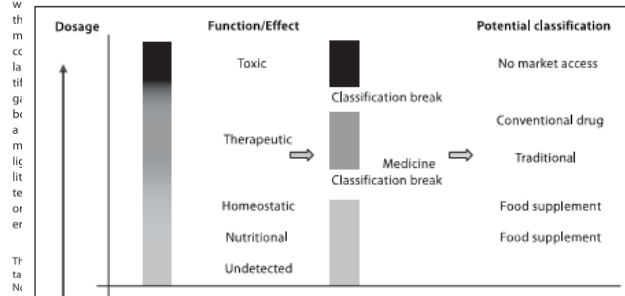 Dosage Function/Effect Potential classification
Toxic No market access
Classification break
Conventional drug
Therapeutic
Medicine Traditional
Classification break
Homeostatic Food supplement
Nutritional Food supplement
Undetected